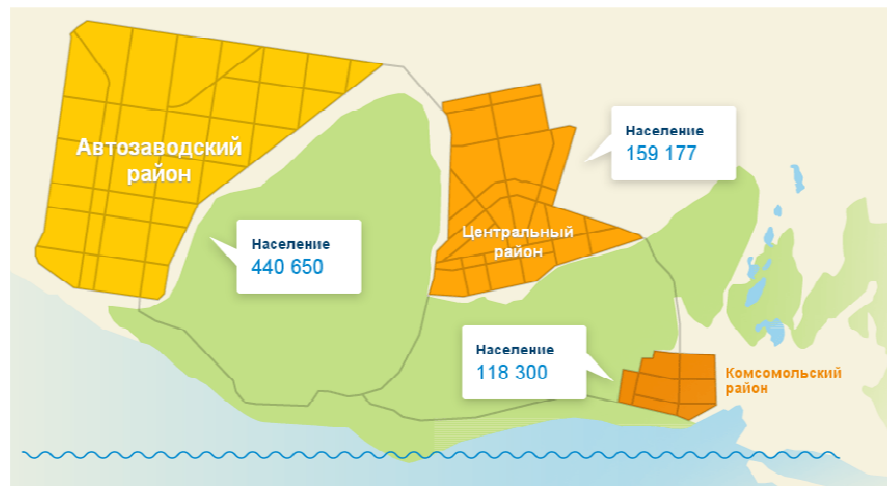 Автозаводский
район
Население
440 650
Население
159 177
Центральный
район
Население
118 300
Комсомольский
район